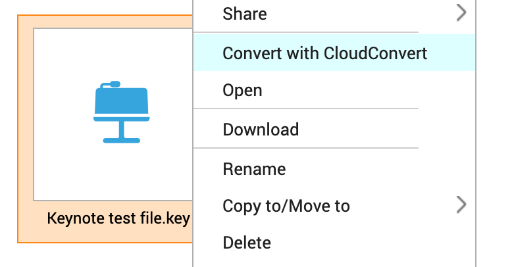 Share
Convert with CloudConvert
Open
Download
Rename
Keynote test file.key
Copy to/Move to
Delete